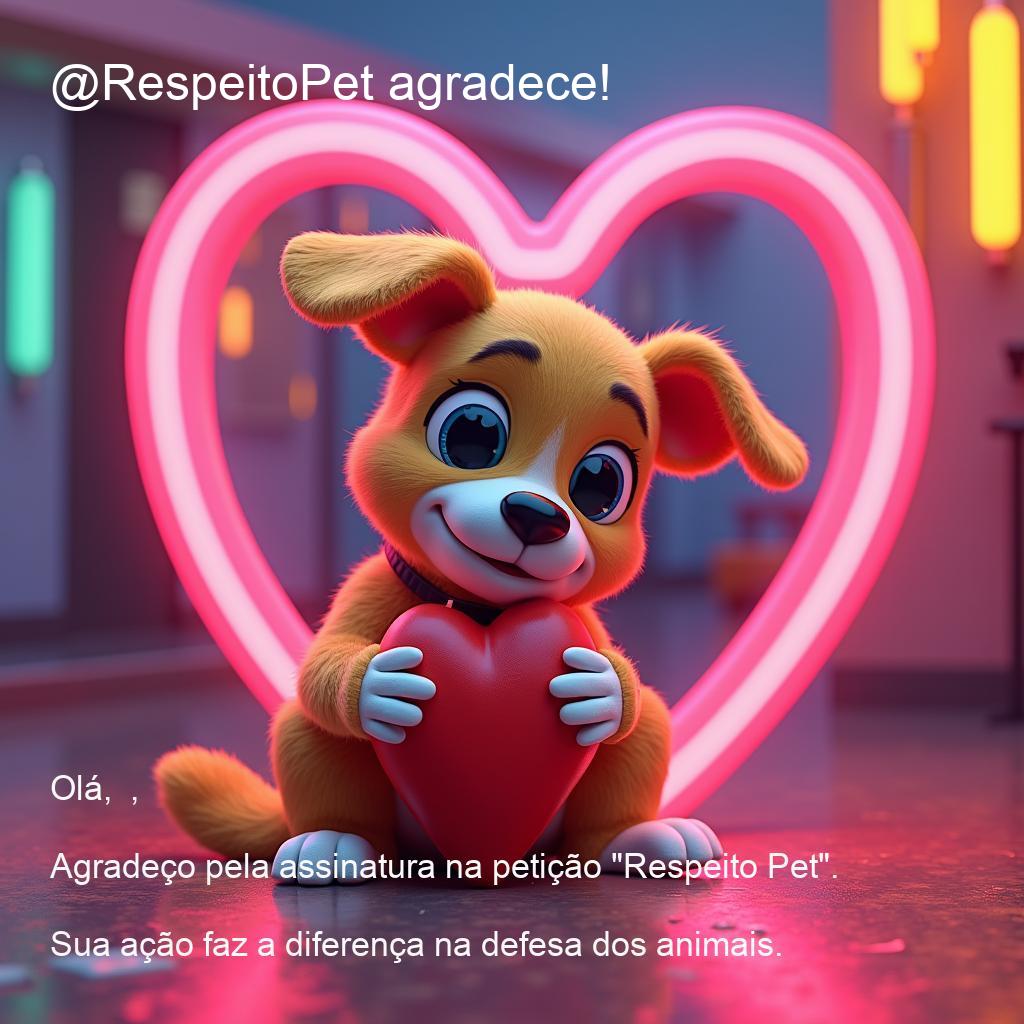 @RespeitoPet agradece!
Olá,  ,
Agradeço pela assinatura na petição "Respeito Pet".
Sua ação faz a diferença na defesa dos animais.